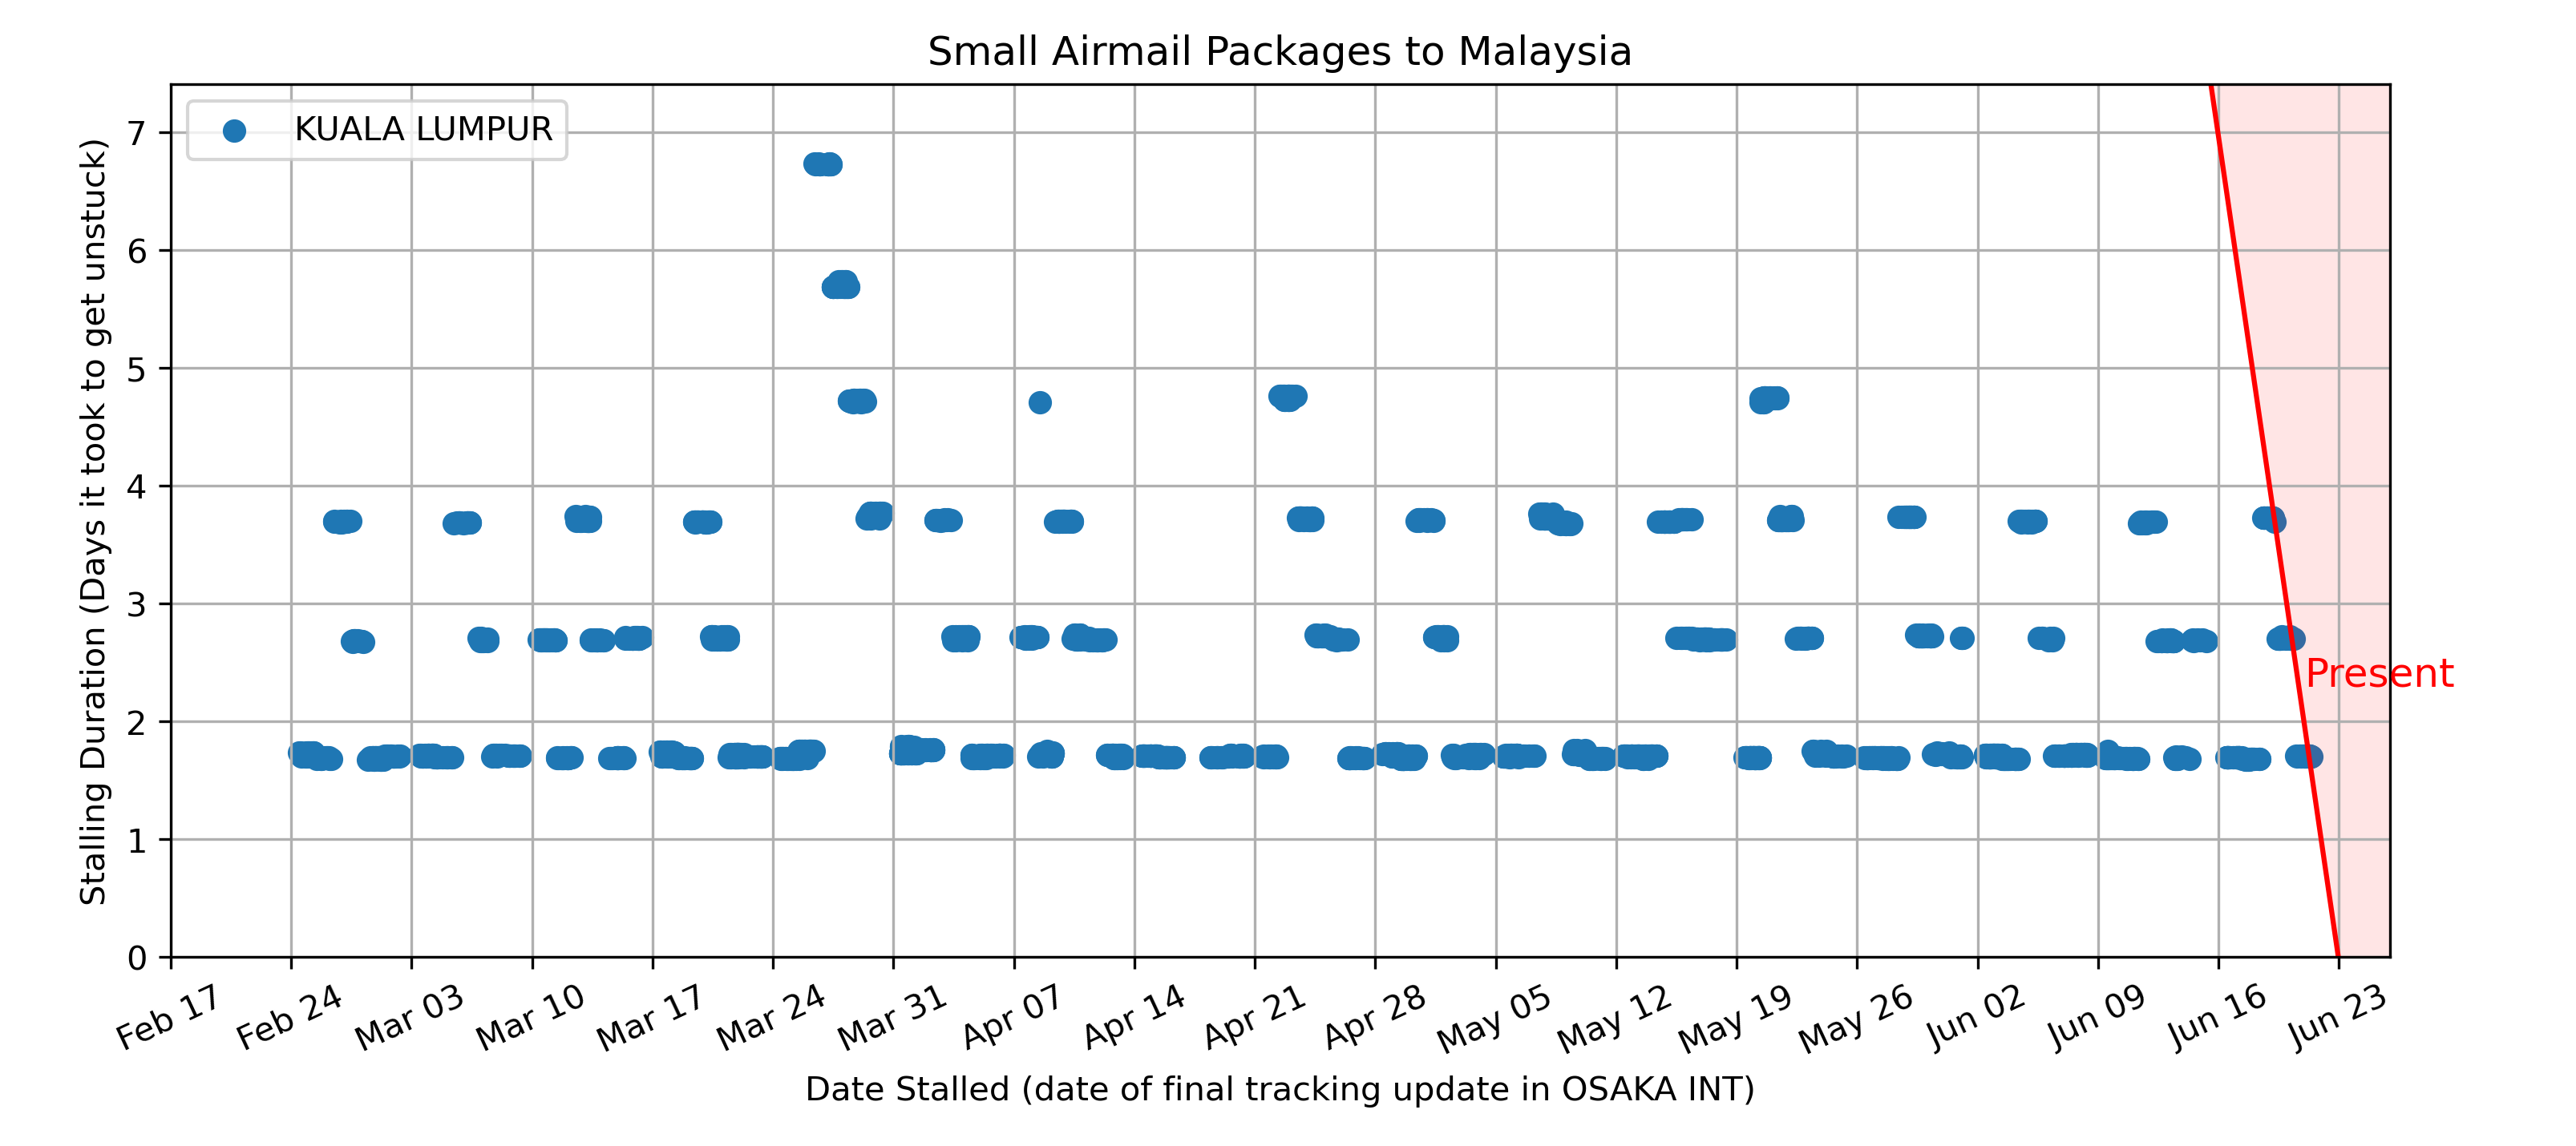 Small Airmail Packages to Malaysia
KUALA LUMPUR
Stalling Duration (Days it took to get unstuck)
7
6
5
4
3
2
1
0
Present
Feb 17 Feb 24 Mar 03 Mar 10 Mar 17 Mar 24 Mar 31 Apr 07 Apr 14 Apr 21 Apr 28 May 05 May 12 May 19 May 26 Jun 02 Jun 09 Jun 16 Jun 23
Date Stalled (date of final tracking update in OSAKA INT)